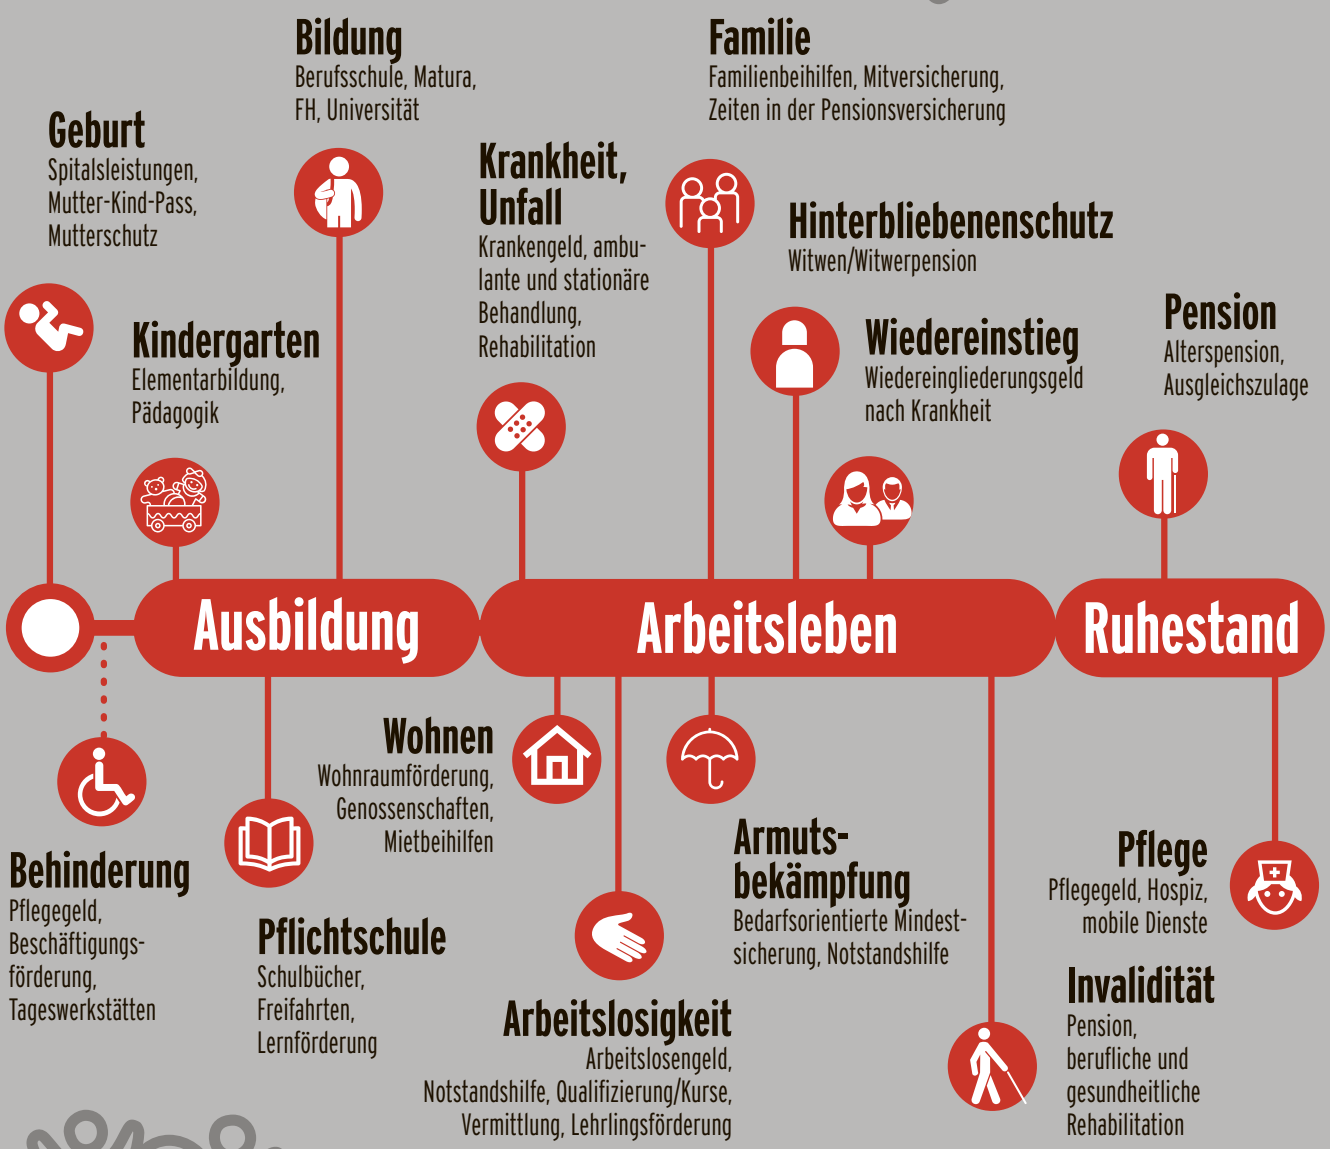 Bildung
Berufsschule, Matura,
FH, Universität
Familie
Familienbeihilfen, Mitversicherung,
Zeiten in der Pensionsversicherung
Geburt
Spitalsleistungen,
Mutter-Kind-Pass,
Mutterschutz
Krankheit,
Unfall
Krankengeld, ambu-
lante und stationäre
Behandlung,
Rehabilitation
Hinterbliebenenschutz
Witwen/Witwerpension
Kindergarten
Elementarbildung,
Pädagogik
Wiedereinstieg
Wiedereingliederungsgeld
nach Krankheit
Pension
Alterspension,
Ausgleichszulage
Ausbildung
Arbeitsleben
Ruhestand
Behinderung
Pflegegeld,
Beschäftigungs-
förderung,
Tageswerkstätten
Pflichtschule
Schulbücher,
Freifahrten,
Lernförderung
Wohnen
Wohnraumförderung,
Genossenschaften,
Mietbeihilfen
Arbeitslosigkeit
Arbeitslosengeld,
Notstandshilfe, Qualifizierung/Kurse,
Vermittlung, Lehrlingsförderung
Armuts-
bekämpfung
Bedarfsorientierte Mindest-
sicherung, Notstandshilfe
Pflege
Pflegegeld, Hospiz,
mobile Dienste
Invalidität
Pension,
berufliche und
gesundheitliche
Rehabilitation